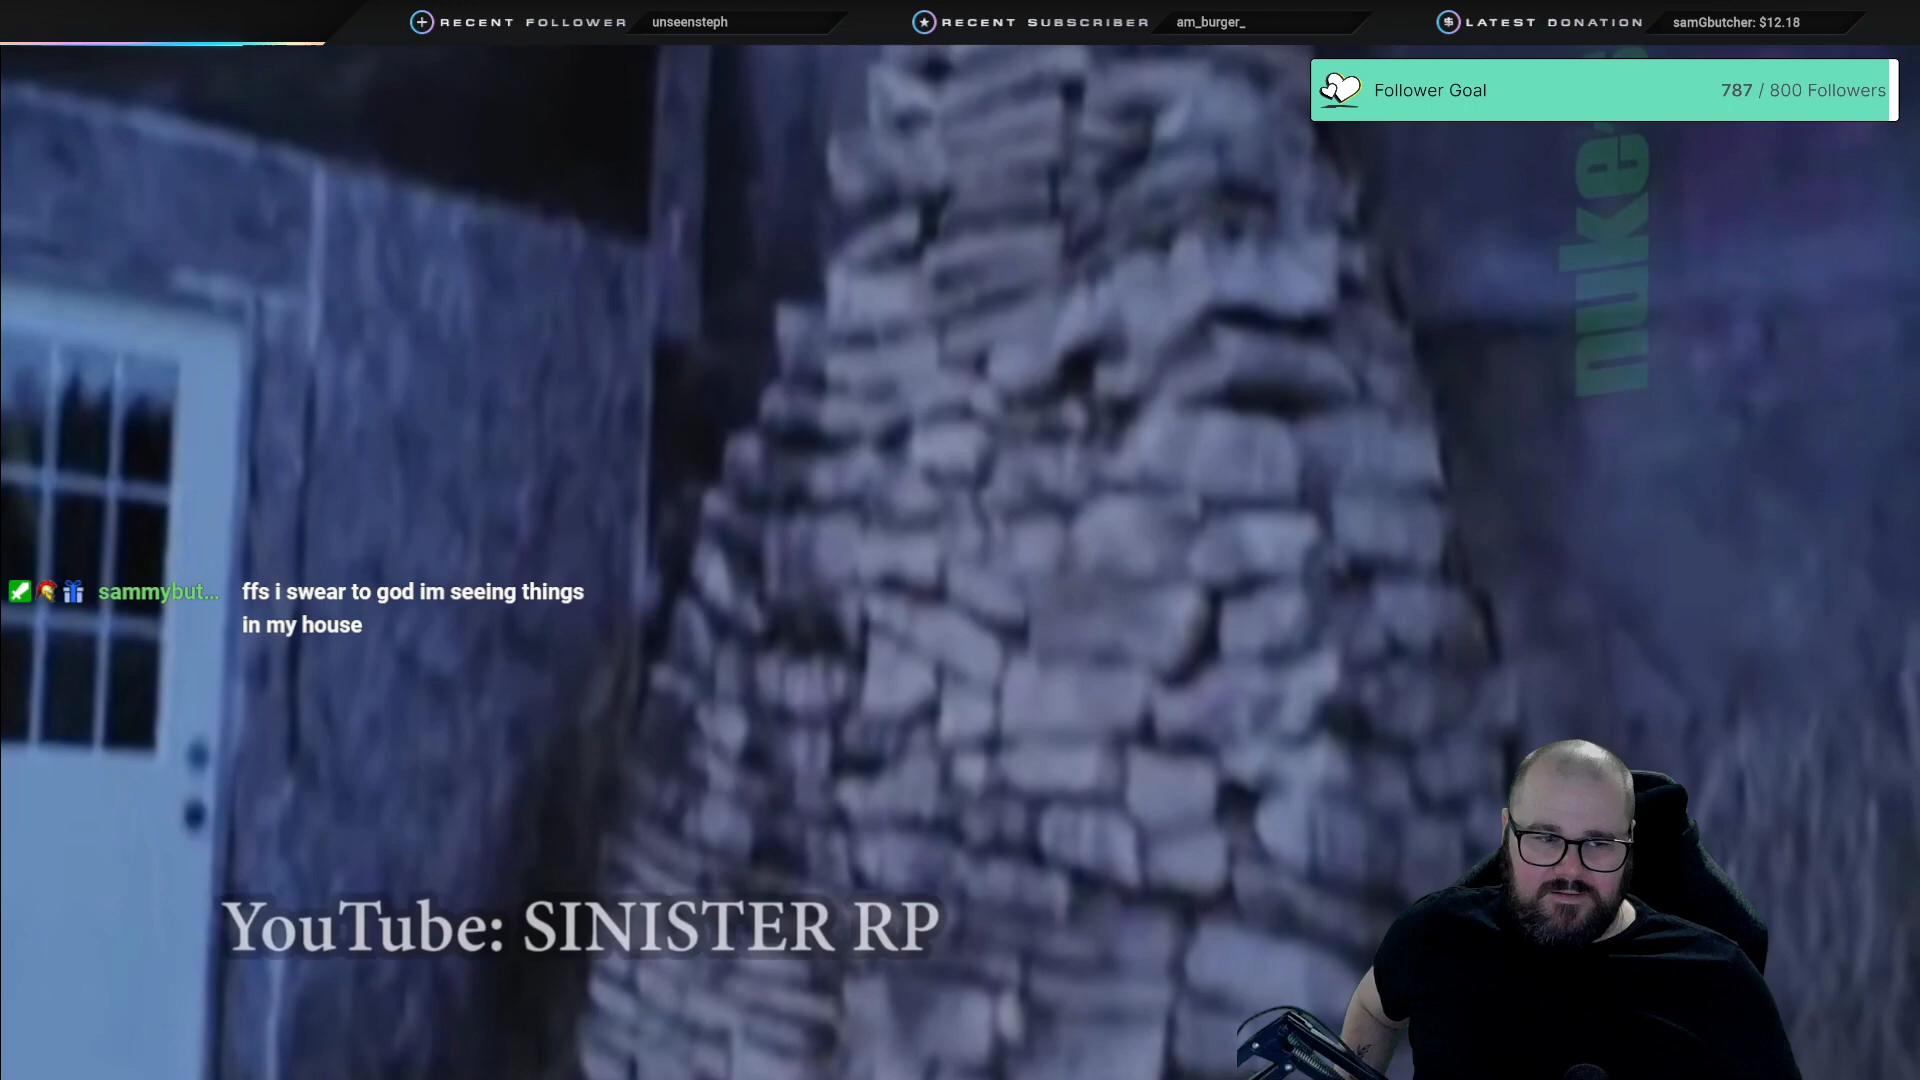 RECENT FOLLOWER unseensteph
RECENT SUBSCRIBER am_burger_
LATEST DONATION samGbutcher: $12.18
Follower Goal 787 / 800 Followers
nuke's
sammybut... ffs i swear to god im seeing things
in my house
YouTube: SINISTER RP